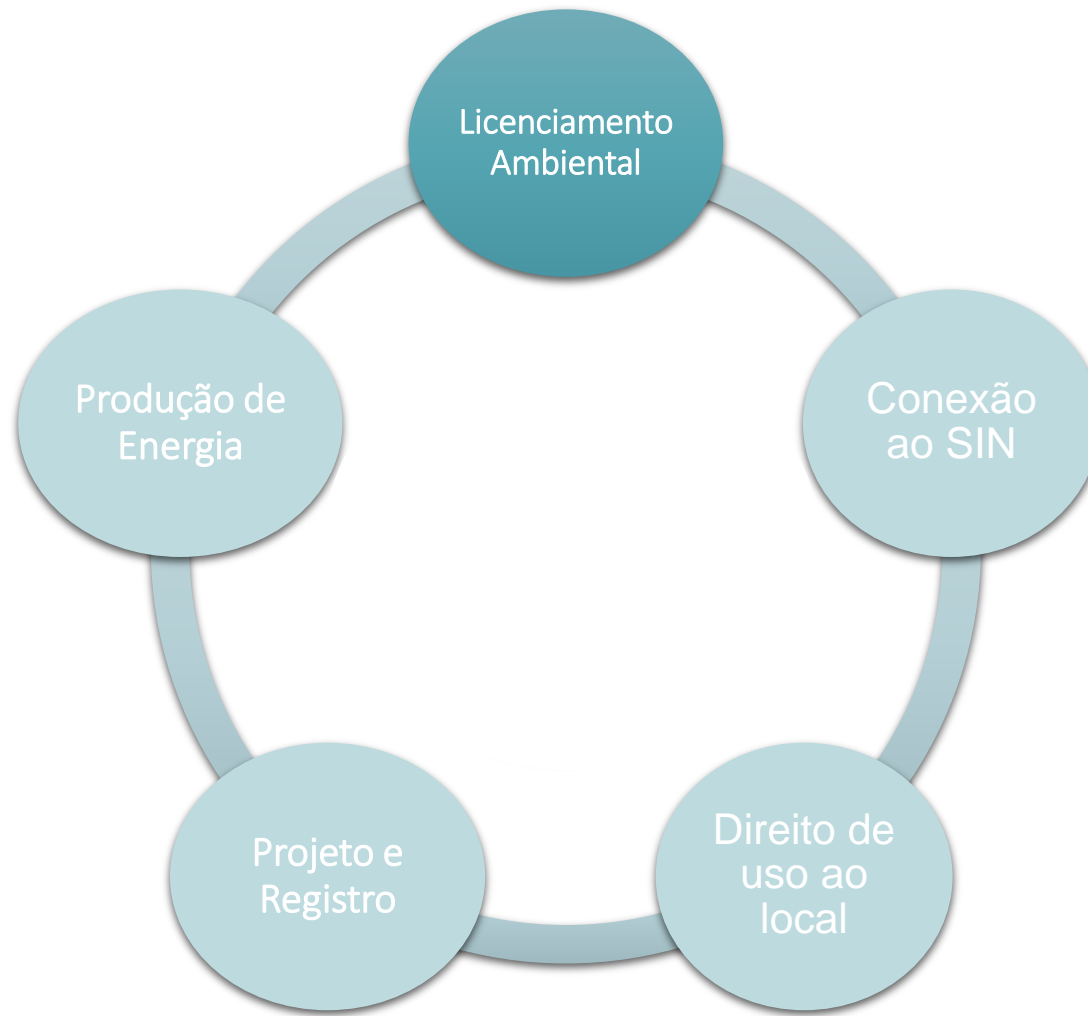 Licenciamento
Ambiental
Produção de
Energia
Conexão
ao SIN
Projeto e
Registro
Direito de
uso ao
local